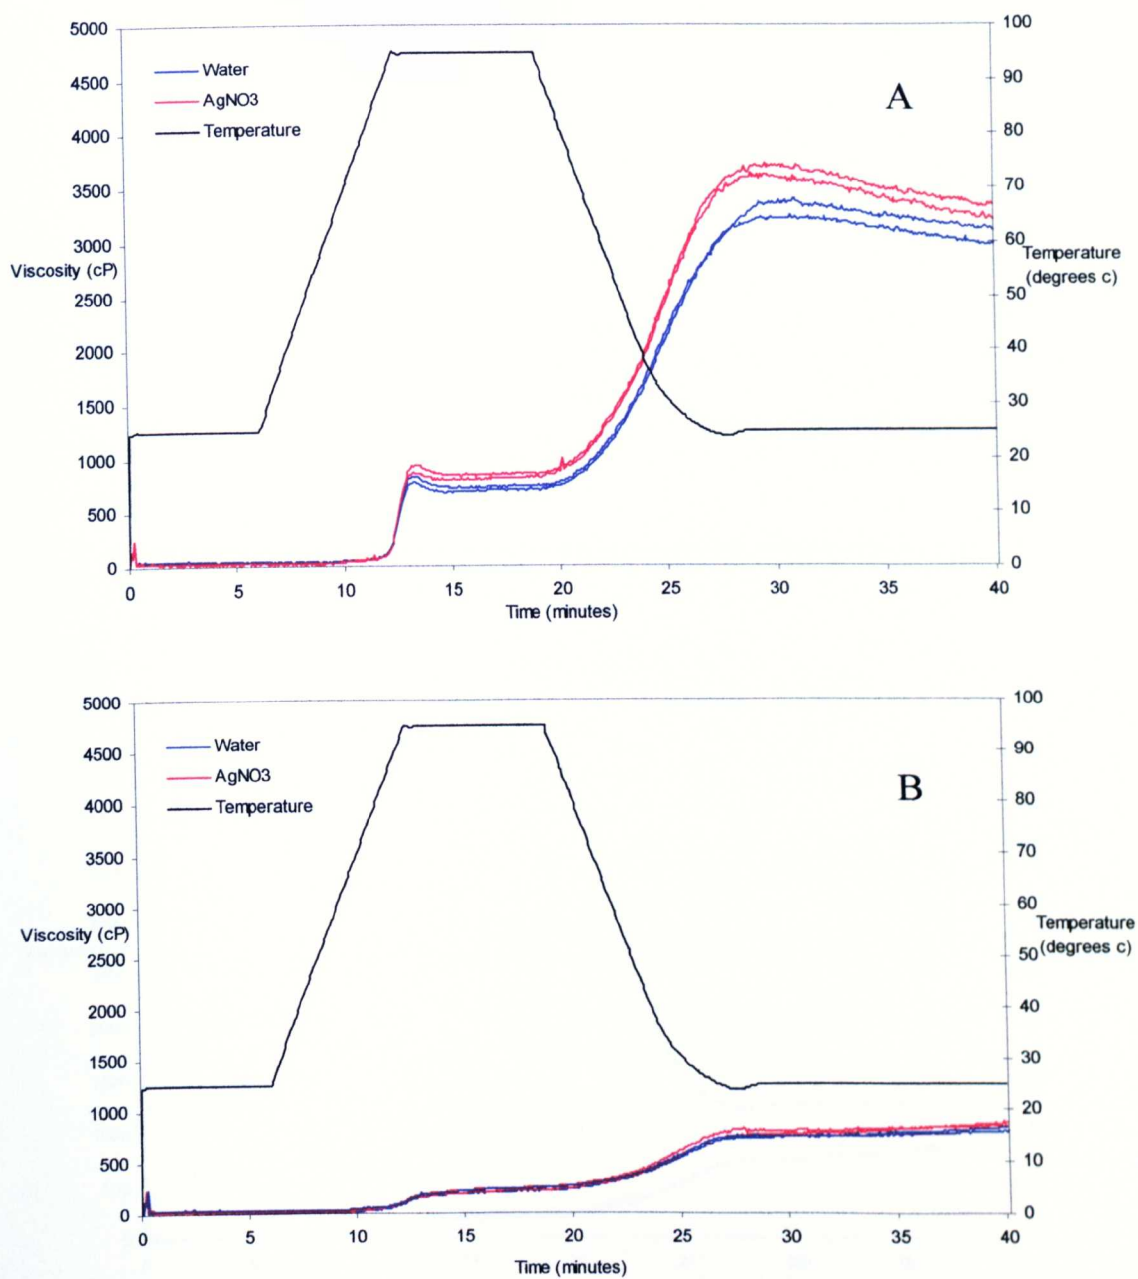 5000
4500
4000
3500
3000
Viscosity (cP)
2500
2000
1500
1000
500
0
Water
AgNO3
Temperature
A
100
90
80
70
60
Temperature
(degrees c)
50
40
30
20
10
0
0 5 10 15 20 25 30 35 40
Time (minutes)
5000
4500
4000
3500
3000
Viscosity (cP)
2500
2000
1500
1000
500
0
Water
AgNO3
Temperature
B
100
90
80
70
60
Temperature
50 (degrees c)
40
30
20
10
0
0 5 10 15 20 25 30 35 40
Time (minutes)